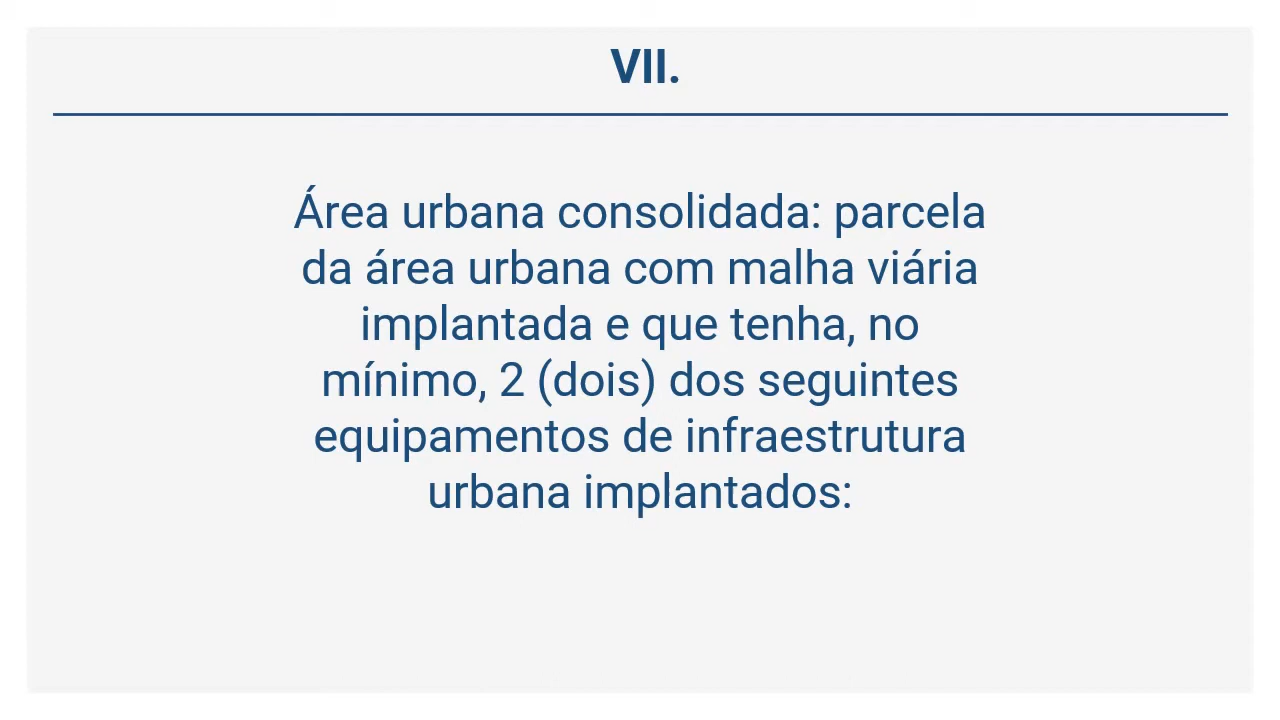 VII.
Área urbana consolidada: parcela
da área urbana com malha viária
implantada e que tenha, no
mínimo, 2 (dois) dos seguintes
equipamentos de infraestrutura
urbana implantados: